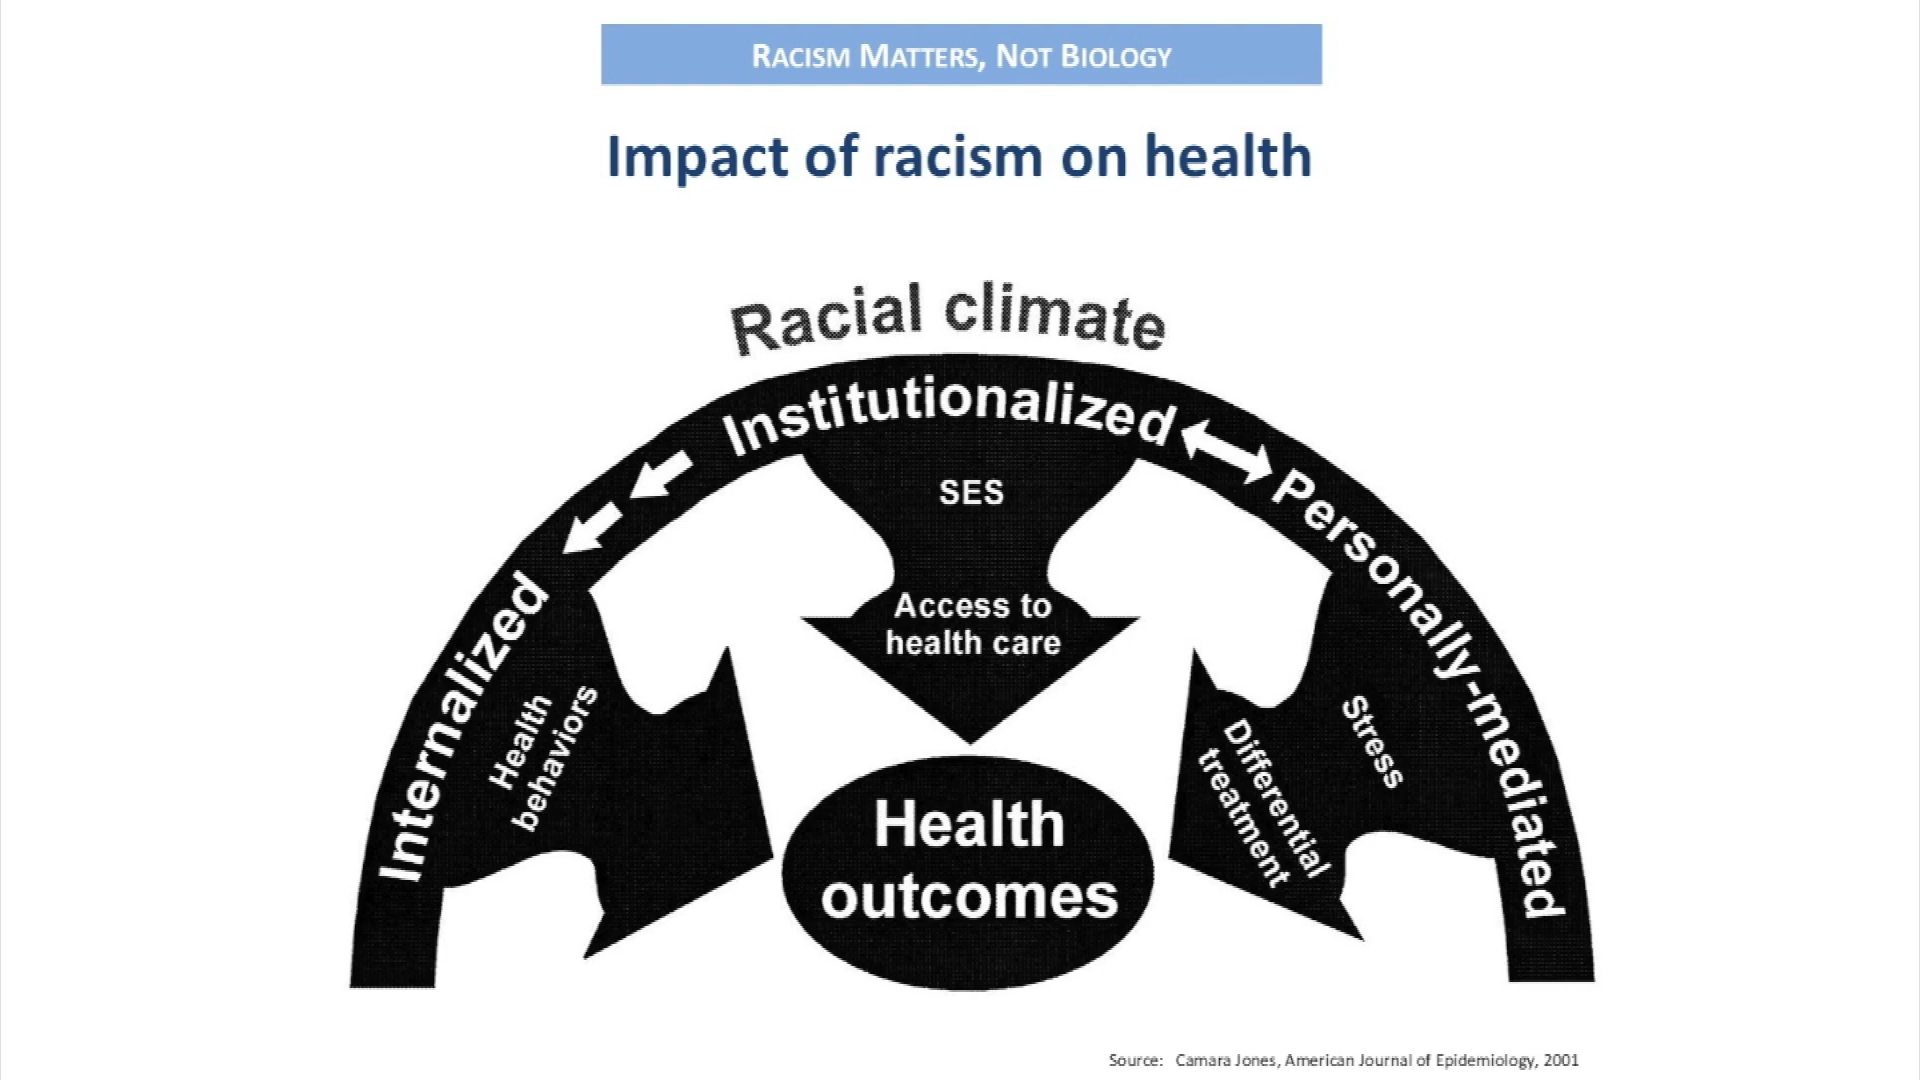 RACISM MATTERS, NOT BIOLOGY
Impact of racism on health
Racial climate
Institutionalized
Personally-mediated
Internalized
SES
Access to
health care
Health
behaviors
Stress
Differential
treatment
Health
outcomes
Source: Camara Jones, American Journal of Epidemiology, 2001